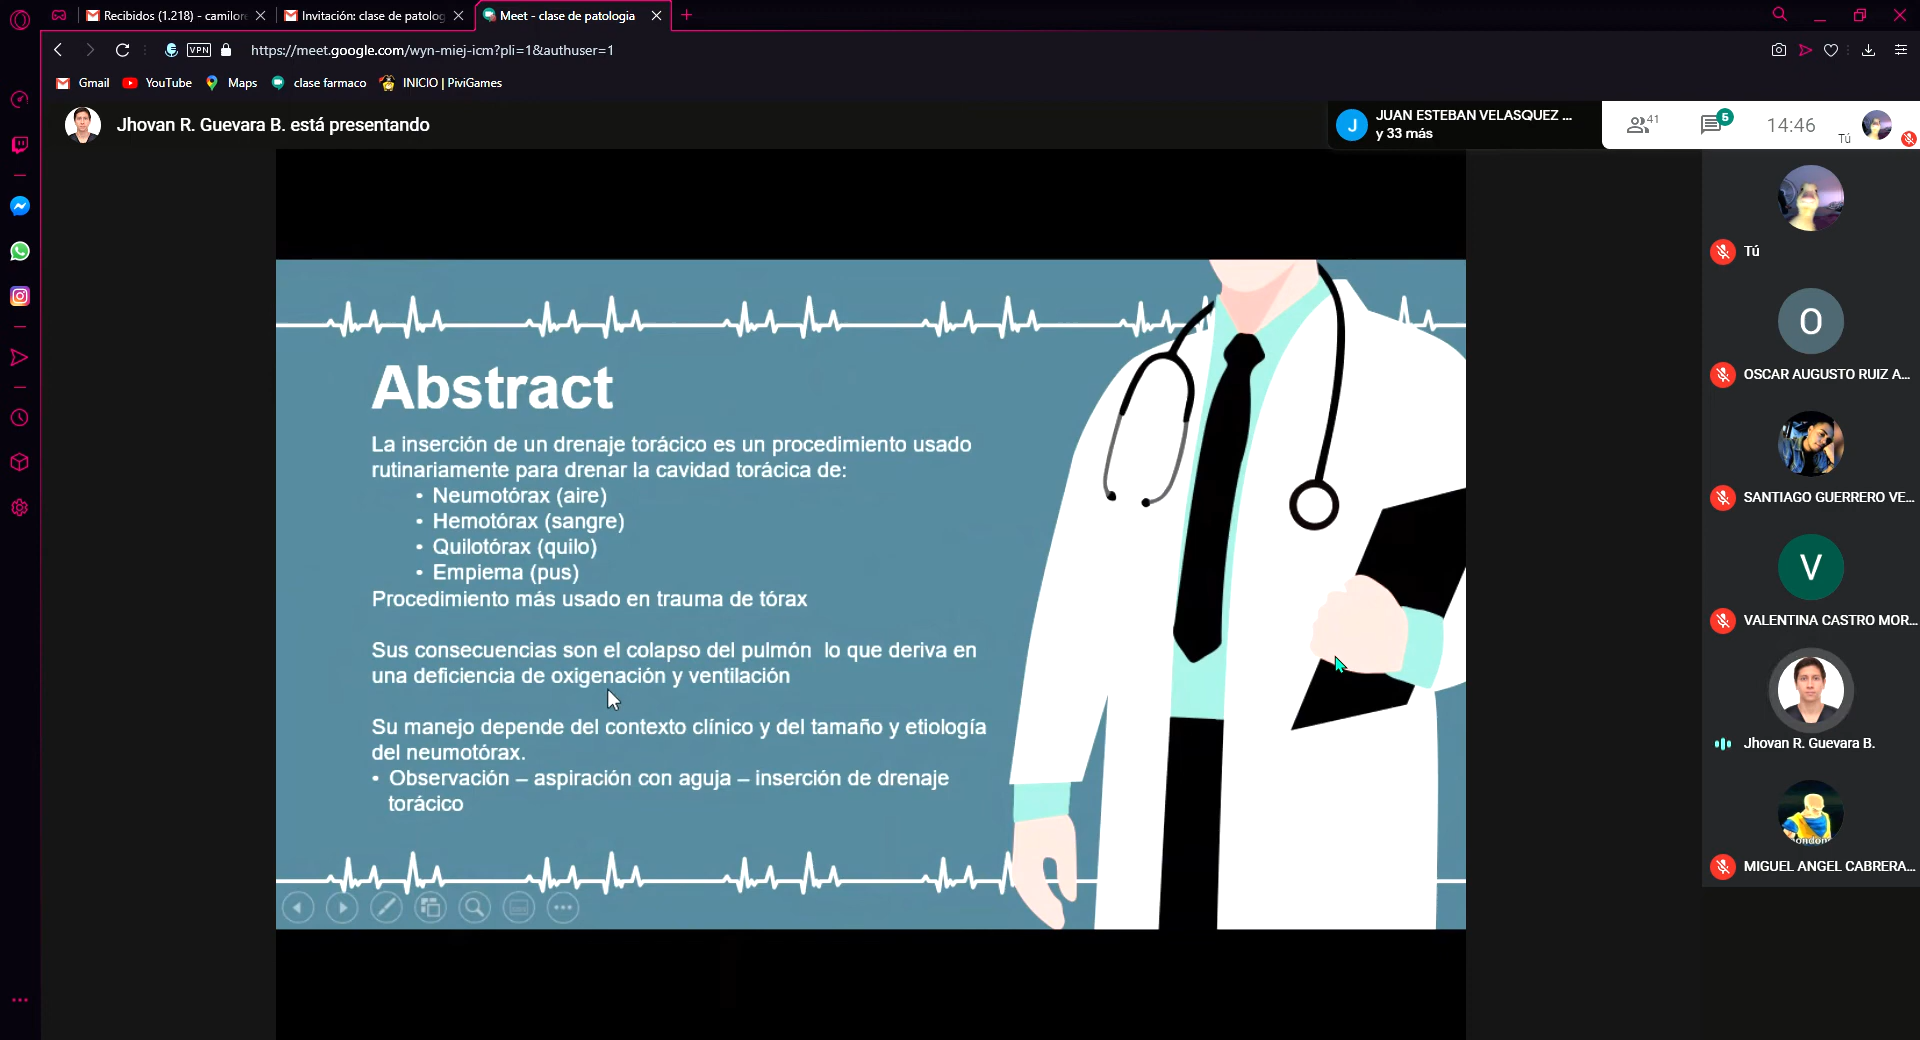 Recibidos (1.218) - camilore
Invitación: clase de patolog
Meet - clase de patologia
VPN
https://meet.google.com/wyn-miej-icm?pli=1&authuser=1
Gmail
YouTube
Maps
clase farmaco
INICIO | PiviGames
Jhovan R. Guevara B. está presentando
J
JUAN ESTEBAN VELASQUEZ ...
y 33 más
41
5
14:46
Tú
Abstract
La inserción de un drenaje torácico es un procedimiento usado
rutinariamente para drenar la cavidad torácica de:
• Neumotórax (aire)
• Hemotórax (sangre)
• Quilotórax (quilo)
• Empiema (pus)
Procedimiento más usado en trauma de tórax
Sus consecuencias son el colapso del pulmón  lo que deriva en
una deficiencia de oxigenación y ventilación
Su manejo depende del contexto clínico y del tamaño y etiología
del neumotórax.
• Observación – aspiración con aguja – inserción de drenaje
torácico
Tú
O
OSCAR AUGUSTO RUIZ A...
SANTIAGO GUERRERO VE...
V
VALENTINA CASTRO MOR...
Jhovan R. Guevara B.
MIGUEL ANGEL CABRERA...